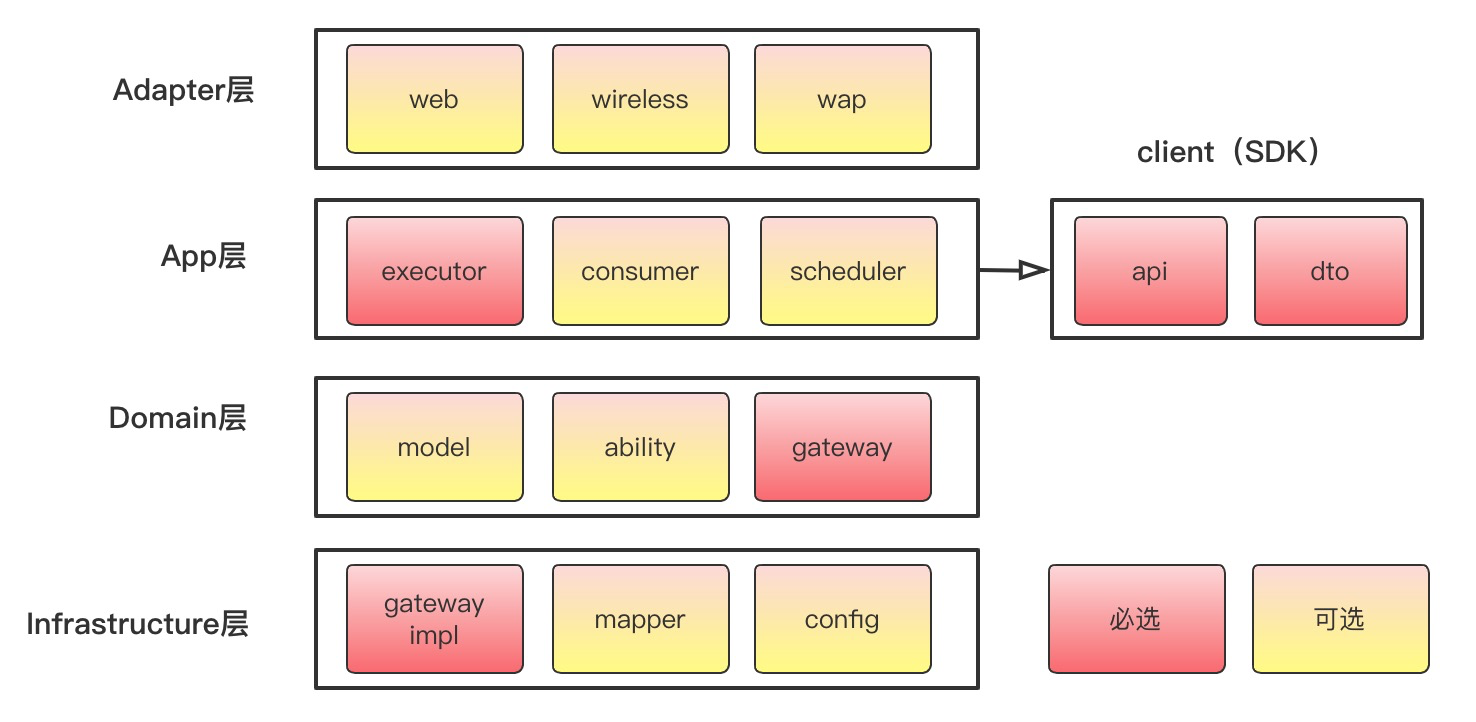 Adapter层
web
wireless
wap
client（SDK）
App层
executor
consumer
scheduler
api
dto
Domain层
model
ability
gateway
Infrastructure层
gateway
impl
mapper
config
必选
可选